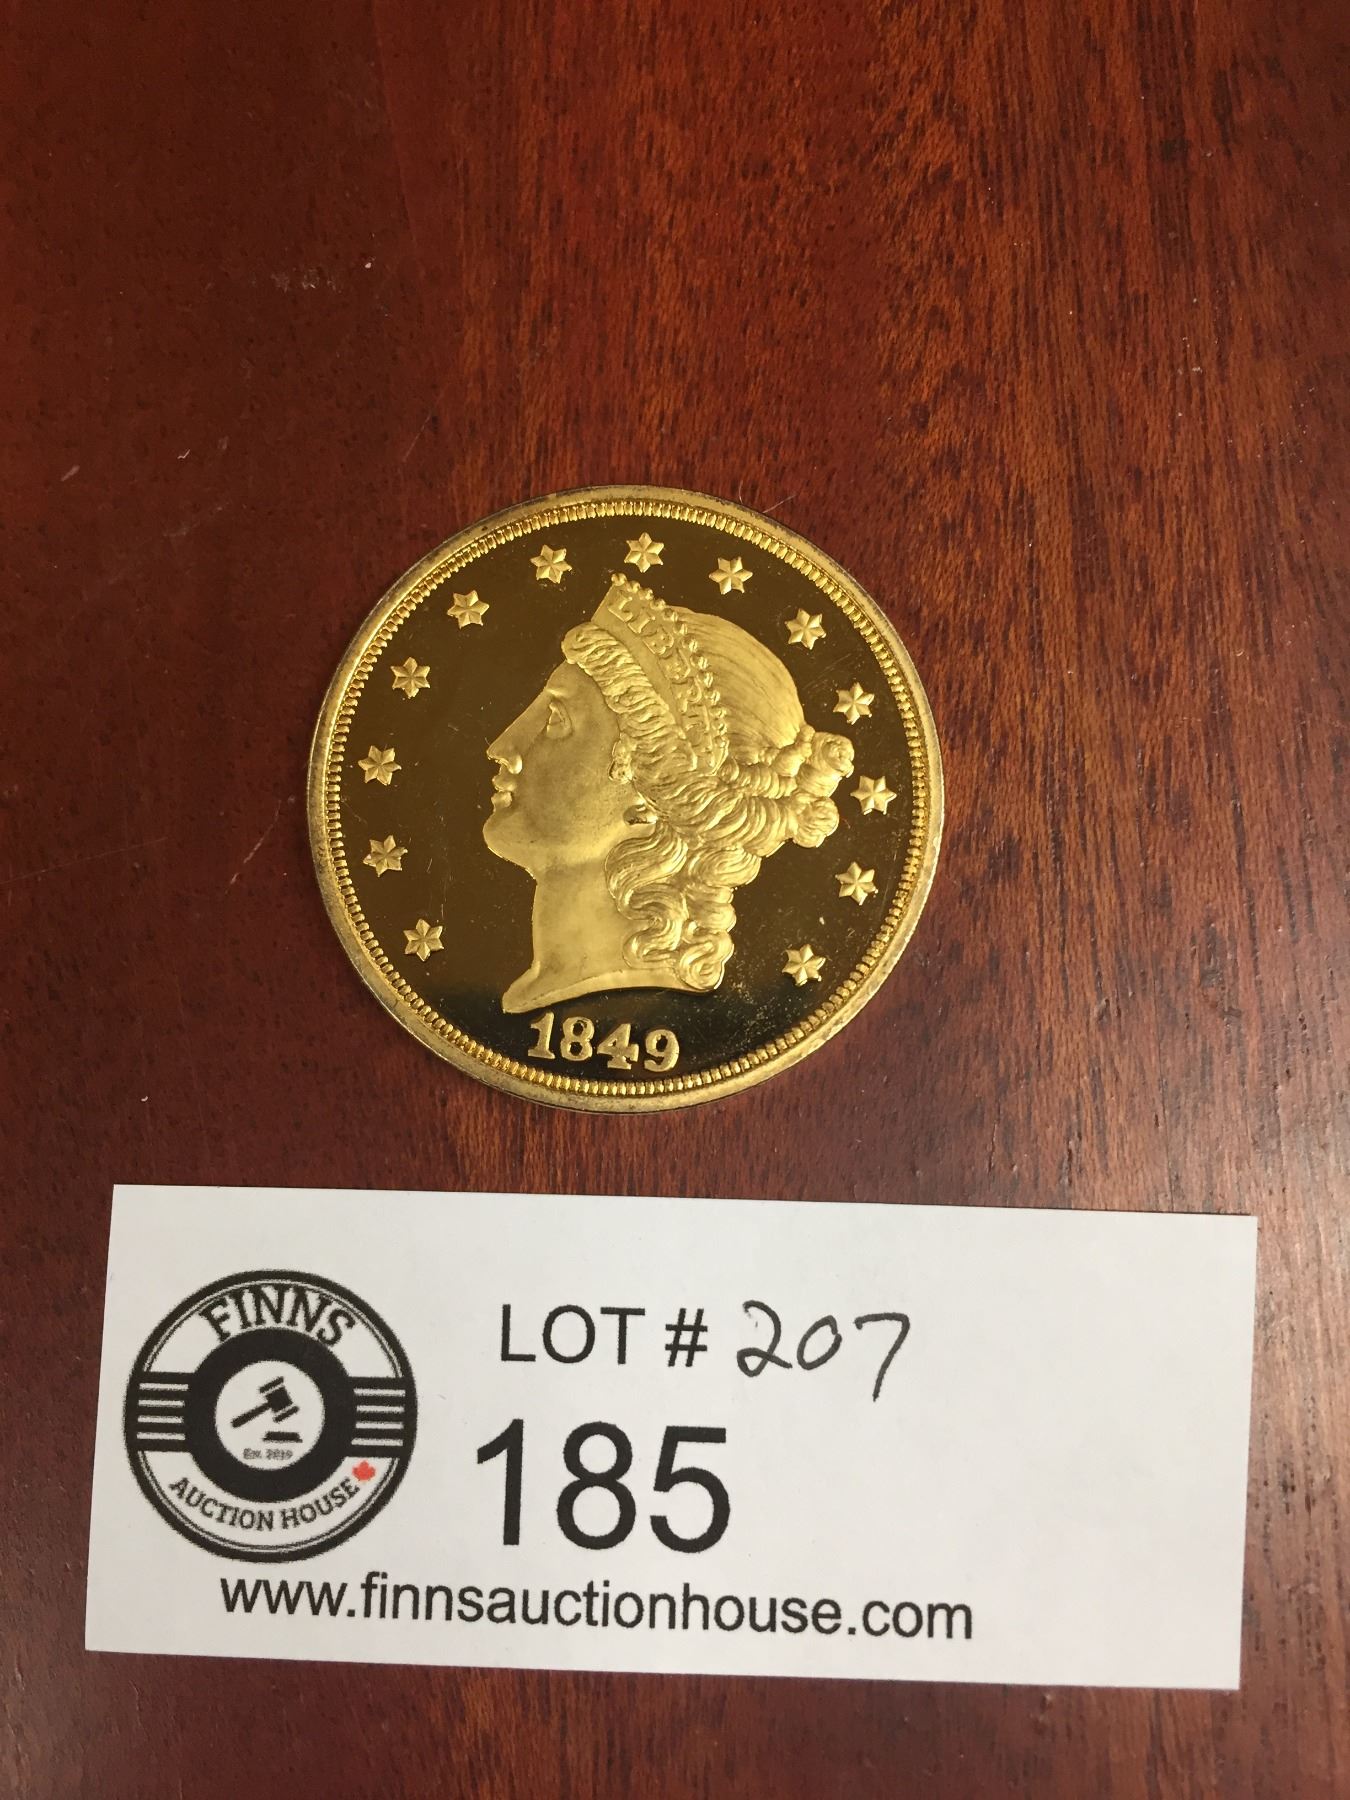 LIBERTY
1849
FINNS
Est. 2019
AUCTION HOUSE
LOT # 207
185
www.finnsauctionhouse.com